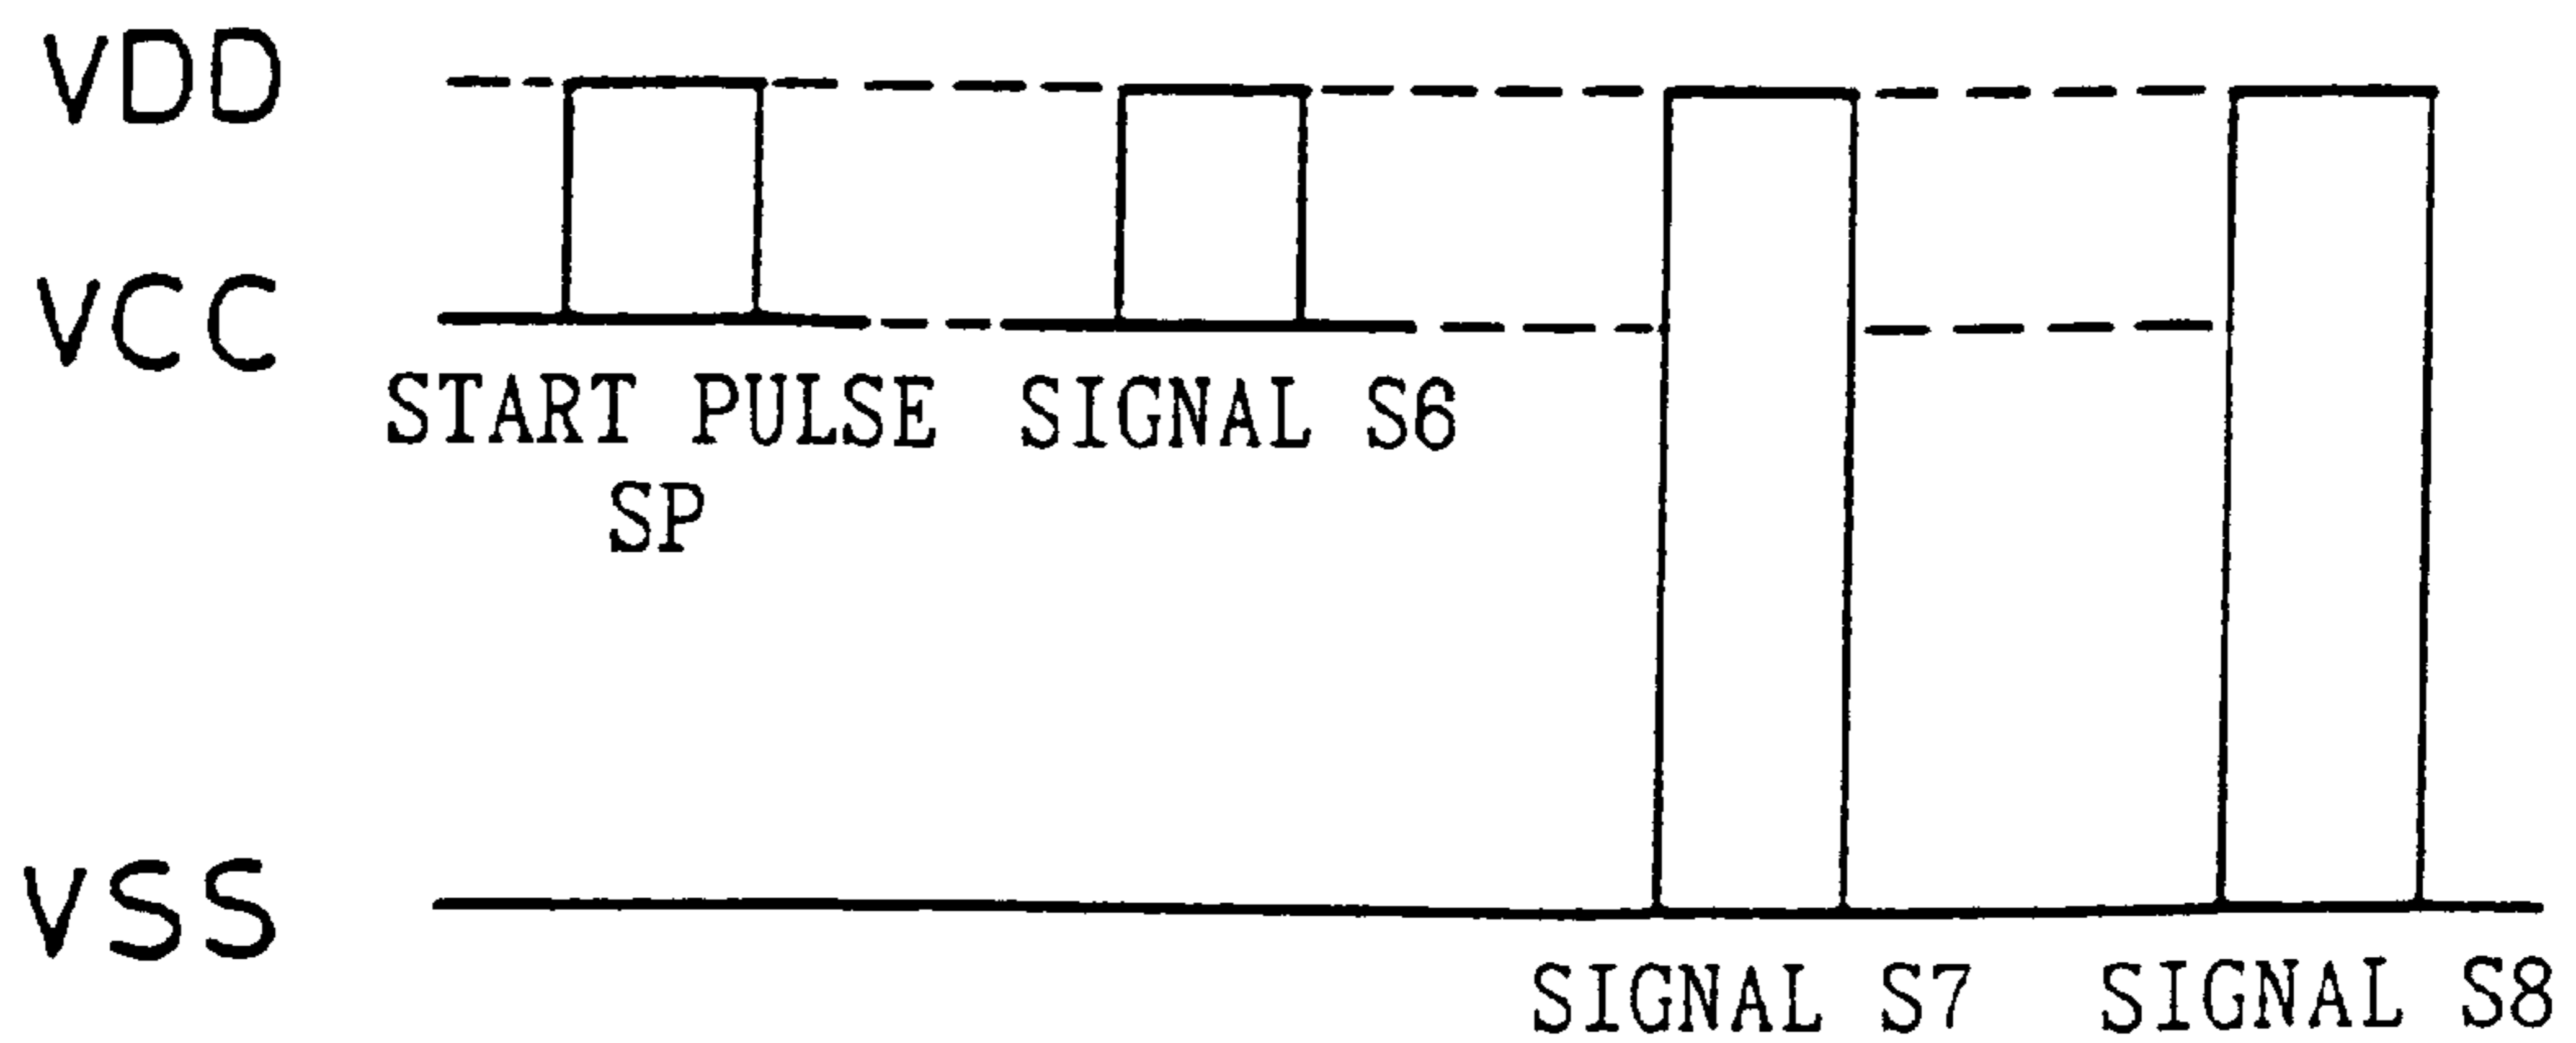 VDD
VCC
START PULSE
SP
SIGNAL S6
VSS
SIGNAL S7
SIGNAL S8